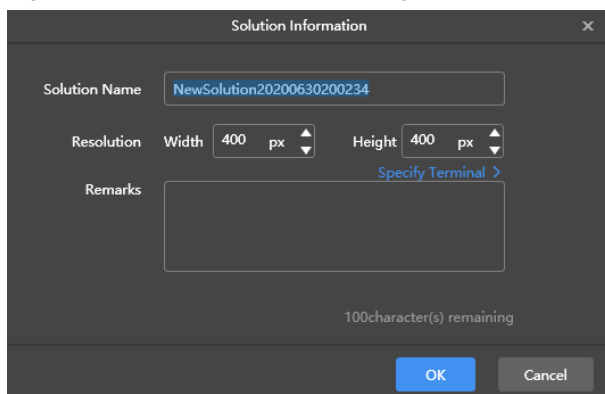 Solution Information
Solution Name NewSolution20200630200234
Resolution Width 400 px Height 400 px
Specify Terminal >
Remarks
100character(s) remaining
OK Cancel